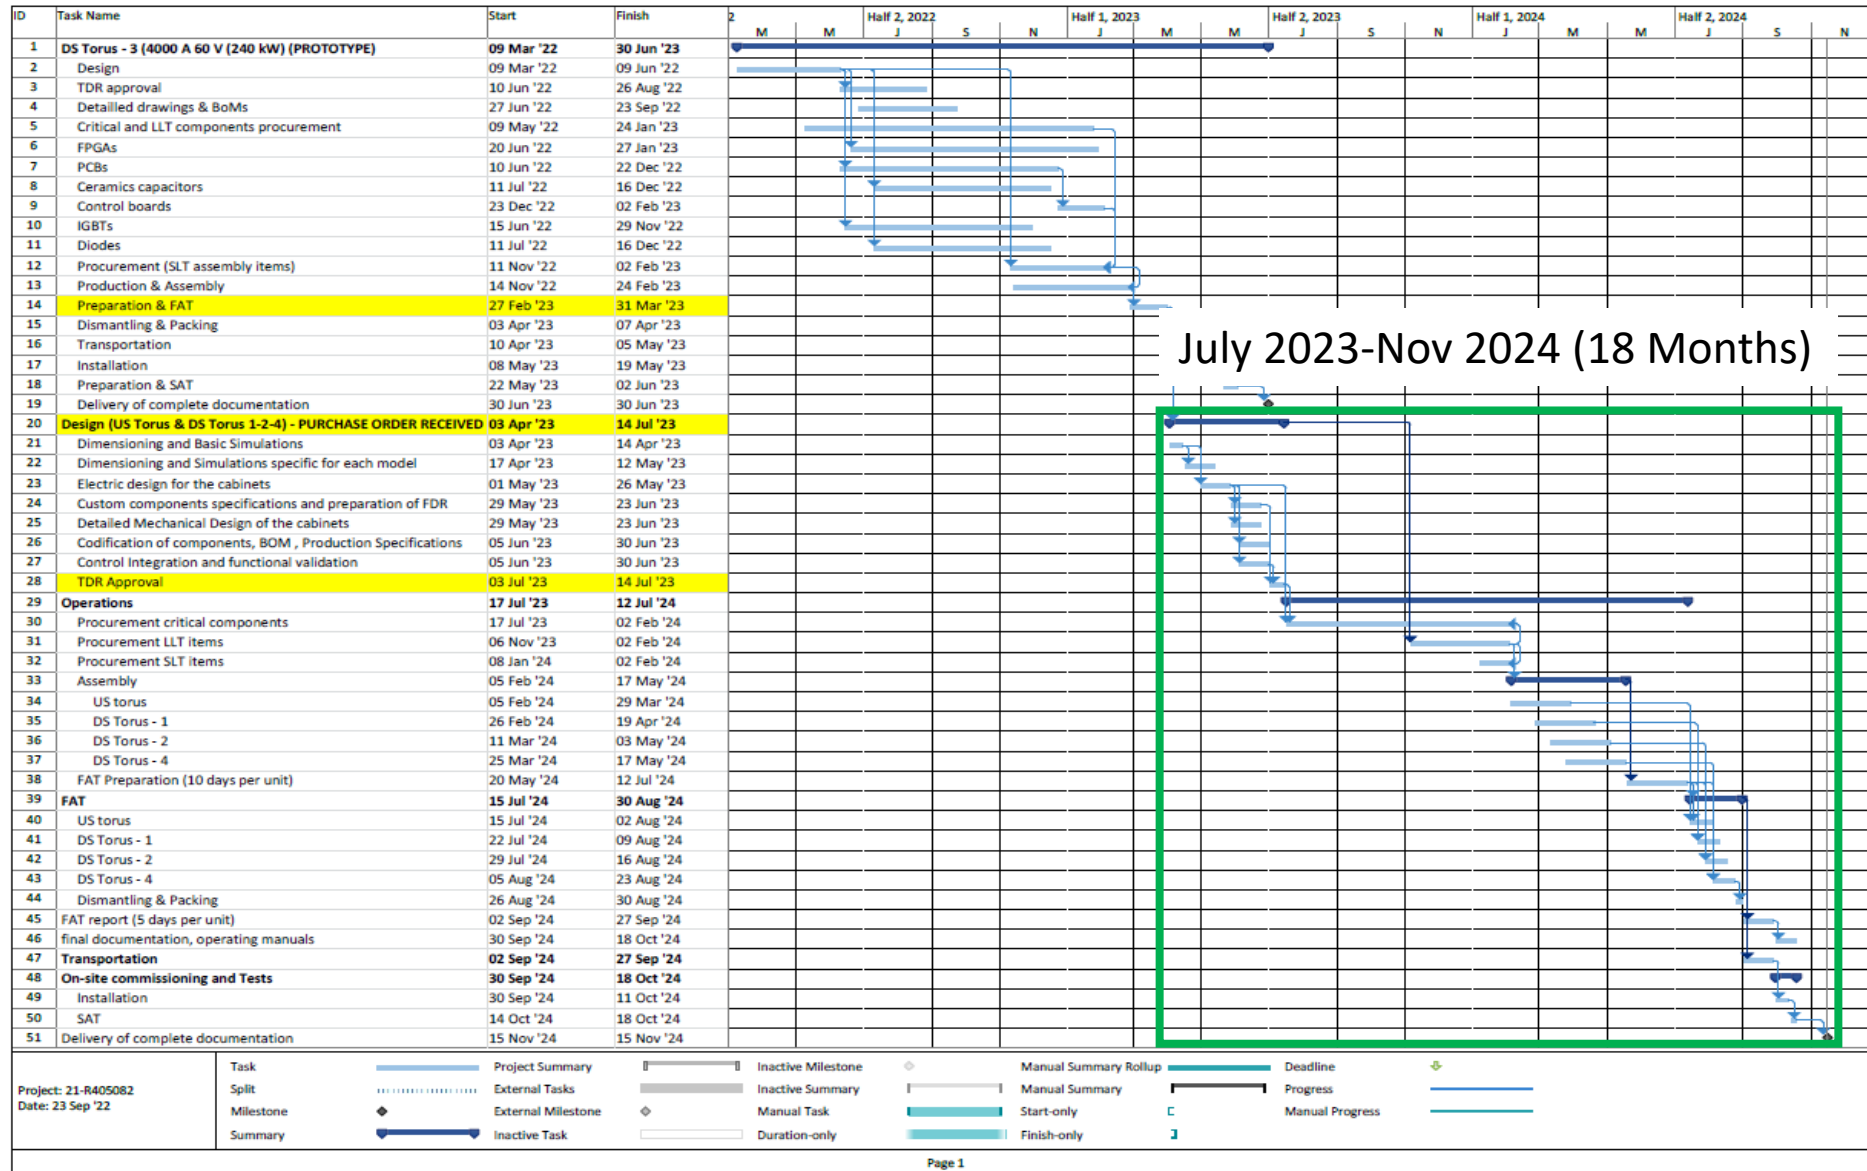 ID Task Name Start Finish 2 Half 2, 2022 Half 1, 2023 Half 2, 2023 Half 1, 2024 Half 2, 2024
M M J S N J M M J S N J M M J S N
1 DS Torus - 3 (4000 A 60 V (240 kW) (PROTOTYPE) 09 Mar '22 30 Jun '23
2 Design 09 Mar '22 09 Jun '22
3 TDR approval 10 Jun '22 26 Aug '22
4 Detailled drawings & BoMs 27 Jun '22 23 Sep '22
5 Critical and LLT components procurement 09 May '22 24 Jan '23
6 FPGAs 20 Jun '22 27 Jan '23
7 PCBs 10 Jun '22 22 Dec '22
8 Ceramics capacitors 11 Jul '22 16 Dec '22
9 Control boards 23 Dec '22 02 Feb '23
10 IGBTs 15 Jun '22 29 Nov '22
11 Diodes 11 Jul '22 16 Dec '22
12 Procurement (SLT assembly items) 11 Nov '22 02 Feb '23
13 Production & Assembly 14 Nov '22 24 Feb '23
14 Preparation & FAT 27 Feb '23 31 Mar '23
15 Dismantling & Packing 03 Apr '23 07 Apr '23
16 Transportation 10 Apr '23 05 May '23
July 2023-Nov 2024 (18 Months)
17 Installation 08 May '23 19 May '23
18 Preparation & SAT 22 May '23 02 Jun '23
19 Delivery of complete documentation 30 Jun '23 30 Jun '23
20 Design (US Torus & DS Torus 1-2-4) - PURCHASE ORDER RECEIVED 03 Apr '23 14 Jul '23
21 Dimensioning and Basic Simulations 03 Apr '23 14 Apr '23
22 Dimensioning and Simulations specific for each model 17 Apr '23 12 May '23
23 Electric design for the cabinets 01 May '23 26 May '23
24 Custom components specifications and preparation of FDR 29 May '23 23 Jun '23
25 Detailed Mechanical Design of the cabinets 29 May '23 23 Jun '23
26 Codification of components, BOM , Production Specifications 05 Jun '23 30 Jun '23
27 Control Integration and functional validation 05 Jun '23 30 Jun '23
28 TDR Approval 03 Jul '23 14 Jul '23
29 Operations 17 Jul '23 12 Jul '24
30 Procurement critical components 17 Jul '23 02 Feb '24
31 Procurement LLT items 06 Nov '23 02 Feb '24
32 Procurement SLT items 08 Jan '24 02 Feb '24
33 Assembly 05 Feb '24 17 May '24
34 US torus 05 Feb '24 29 Mar '24
35 DS Torus - 1 26 Feb '24 19 Apr '24
36 DS Torus - 2 11 Mar '24 03 May '24
37 DS Torus - 4 25 Mar '24 17 May '24
38 FAT Preparation (10 days per unit) 20 May '24 12 Jul '24
39 FAT 15 Jul '24 30 Aug '24
40 US torus 15 Jul '24 02 Aug '24
41 DS Torus - 1 22 Jul '24 09 Aug '24
42 DS Torus - 2 29 Jul '24 16 Aug '24
43 DS Torus - 4 05 Aug '24 23 Aug '24
44 Dismantling & Packing 26 Aug '24 30 Aug '24
45 FAT report (5 days per unit) 02 Sep '24 27 Sep '24
46 final documentation, operating manuals 30 Sep '24 18 Oct '24
47 Transportation 02 Sep '24 27 Sep '24
48 On-site commissioning and Tests 30 Sep '24 18 Oct '24
49 Installation 30 Sep '24 11 Oct '24
50 SAT 14 Oct '24 18 Oct '24
51 Delivery of complete documentation 15 Nov '24 15 Nov '24
Project: 21-R405082
Date: 23 Sep '22
Task Project Summary Inactive Milestone Manual Summary Rollup Deadline
Split External Tasks Inactive Summary Manual Summary Progress
Milestone External Milestone Manual Task Start-only Manual Progress
Summary Inactive Task Duration-only Finish-only
Page 1